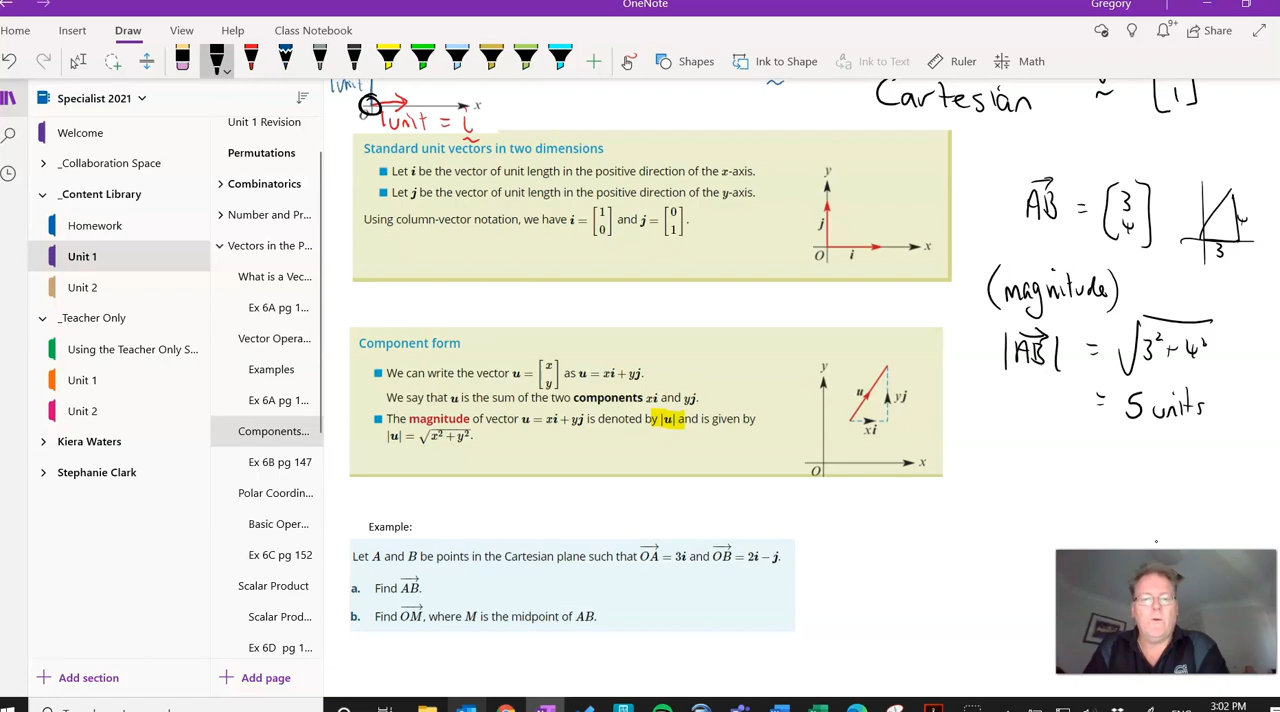 OneNote
Gregory
Home Insert Draw View Help Class Notebook
9+
Share
Shapes
Ink to Shape
Ink to Text
Ruler
Math
Specialist 2021
Welcome
_Collaboration Space
_Content Library
Homework
Unit 1
Unit 2
_Teacher Only
Using the Teacher Only S...
Unit 1
Unit 2
Kiera Waters
Stephanie Clark
Add section
Unit 1 Revision
Permutations
Combinatorics
Number and Pr
Vectors in the P...
What is a Vec...
Ex 6A pg 1...
Vector Opera...
Examples
Ex 6A pg 1...
Components...
Ex 6B pg 147
Polar Coordin...
Basic Oper...
Ex 6C pg 152
Scalar Product
Scalar Prod...
Ex 6D pg 1...
Add page
1unit
x
1unit = i
~
Cartesian
~ [1]
Standard unit vectors in two dimensions
Let i be the vector of unit length in the positive direction of the x-axis.
Let j be the vector of unit length in the positive direction of the y-axis.
Using column-vector notation, we have i = [1 0] and j = [0 1].
y
j
O i x
Component form
We can write the vector u = [x y] as u = xi + yj.
We say that u is the sum of the two components xi and yj.
The magnitude of vector u = xi + yj is denoted by |u| and is given by
|u| = √x² + y².
y
u
yj
xi
O x
AB = [3 4]
4
3
(magnitude)
|AB| = √3² + 4²
= 5 units
Example:
Let A and B be points in the Cartesian plane such that OA = 3i and OB = 2i − j.
a. Find AB.
b. Find OM, where M is the midpoint of AB.
ENG
3:02 PM